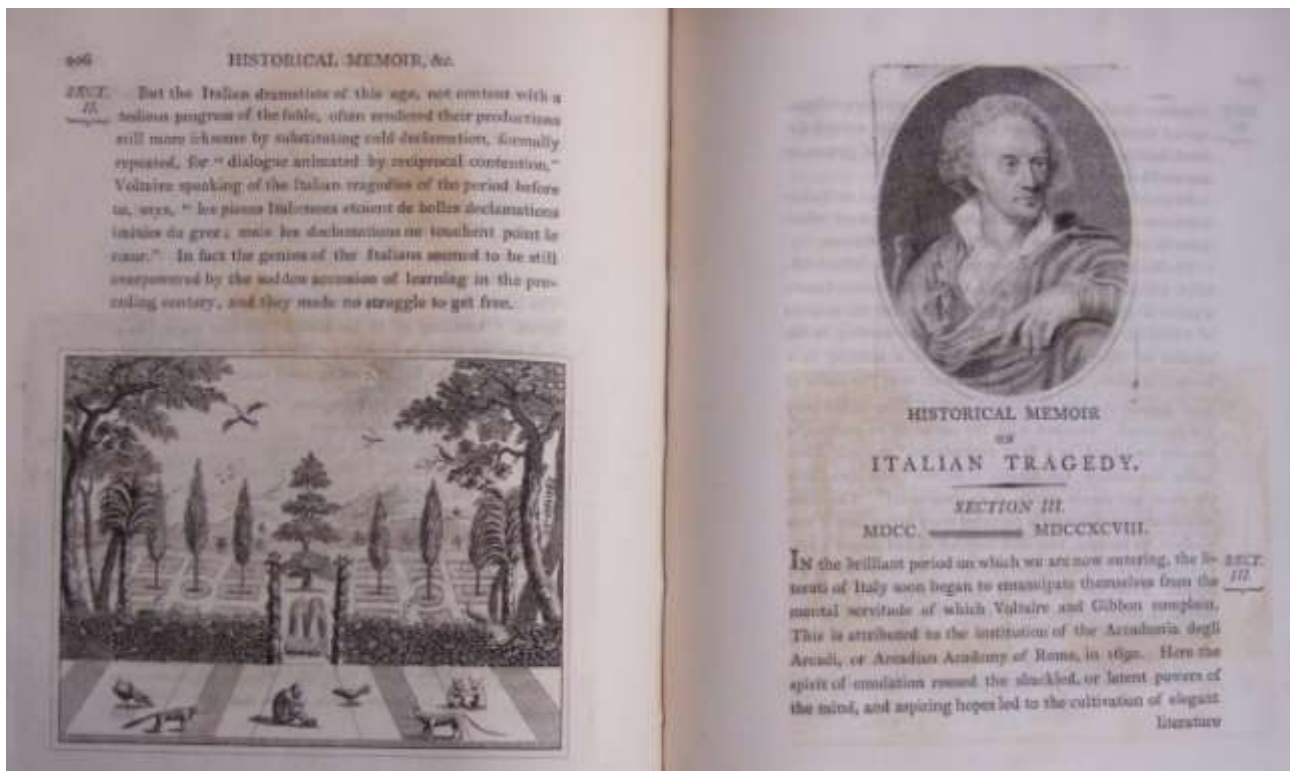 206 HISTORICAL MEMOIR, &c.
SECT.
II.
But the Italian dramatists of this age, not content with a
tedious progress of the fable, often rendered their productions
still more irksome by substituting cold declamation, formally
repeated, for "dialogue animated by reciprocal contention."
Voltaire speaking of the Italian tragedies of the period before
us, says, "les pieces Italiennes etoient de belles declamations
imitées du grec; mais les declamations ne touchent point le
cœur." In fact the genius of the Italians seemed to be still
overpowered by the sudden accession of learning in the pre-
ceding century, and they made no struggle to get free.
HISTORICAL MEMOIR
ON
ITALIAN TRAGEDY.
SECTION III.
MDCC. MDCCXCVIII.
SECT.
III.
IN the brilliant period on which we are now entering, the li-
terati of Italy soon began to emancipate themselves from the
mental servitude of which Voltaire and Gibbon complain.
This is attributed to the institution of the Accademia degli
Arcadi, or Arcadian Academy of Rome, in 1690. Here the
spirit of emulation roused the shackled, or latent powers of
the mind, and aspiring hopes led to the cultivation of elegant
literature